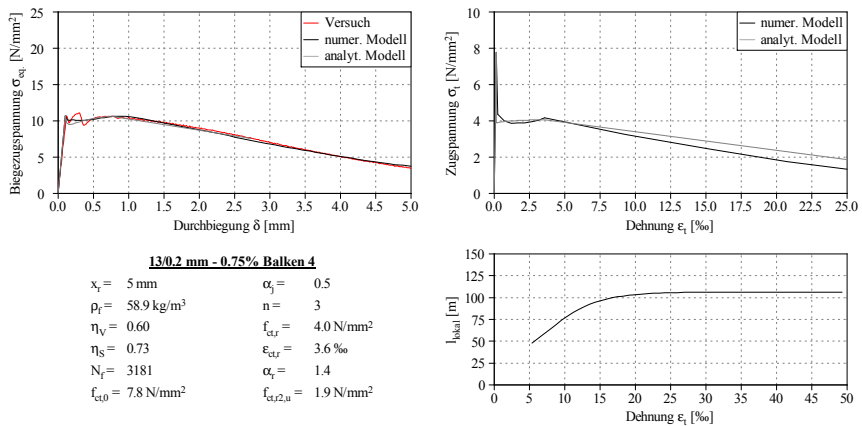 25
20
15
10
5
0
Biegezugspannung σeq. [N/mm²]
Versuch
numer. Modell
analyt. Modell
0.0 0.5 1.0 1.5 2.0 2.5 3.0 3.5 4.0 4.5 5.0
Durchbiegung δ [mm]
10
8
6
4
2
0
Zugspannung σt [N/mm²]
numer. Modell
analyt. Modell
0.0 2.5 5.0 7.5 10.0 12.5 15.0 17.5 20.0 22.5 25.0
Dehnung εt [‰]
13/0.2 mm - 0.75% Balken 4
xr = 5 mm αj = 0.5
ρf = 58.9 kg/m³ n = 3
ηV = 0.60 fct,r = 4.0 N/mm²
ηS = 0.73 εct,r = 3.6 ‰
Nf = 3181 αr = 1.4
fct,0 = 7.8 N/mm² fct,r2,u = 1.9 N/mm²
150
125
100
75
50
25
0
llokal [m]
0 5 10 15 20 25 30 35 40 45 50
Dehnung εt [‰]